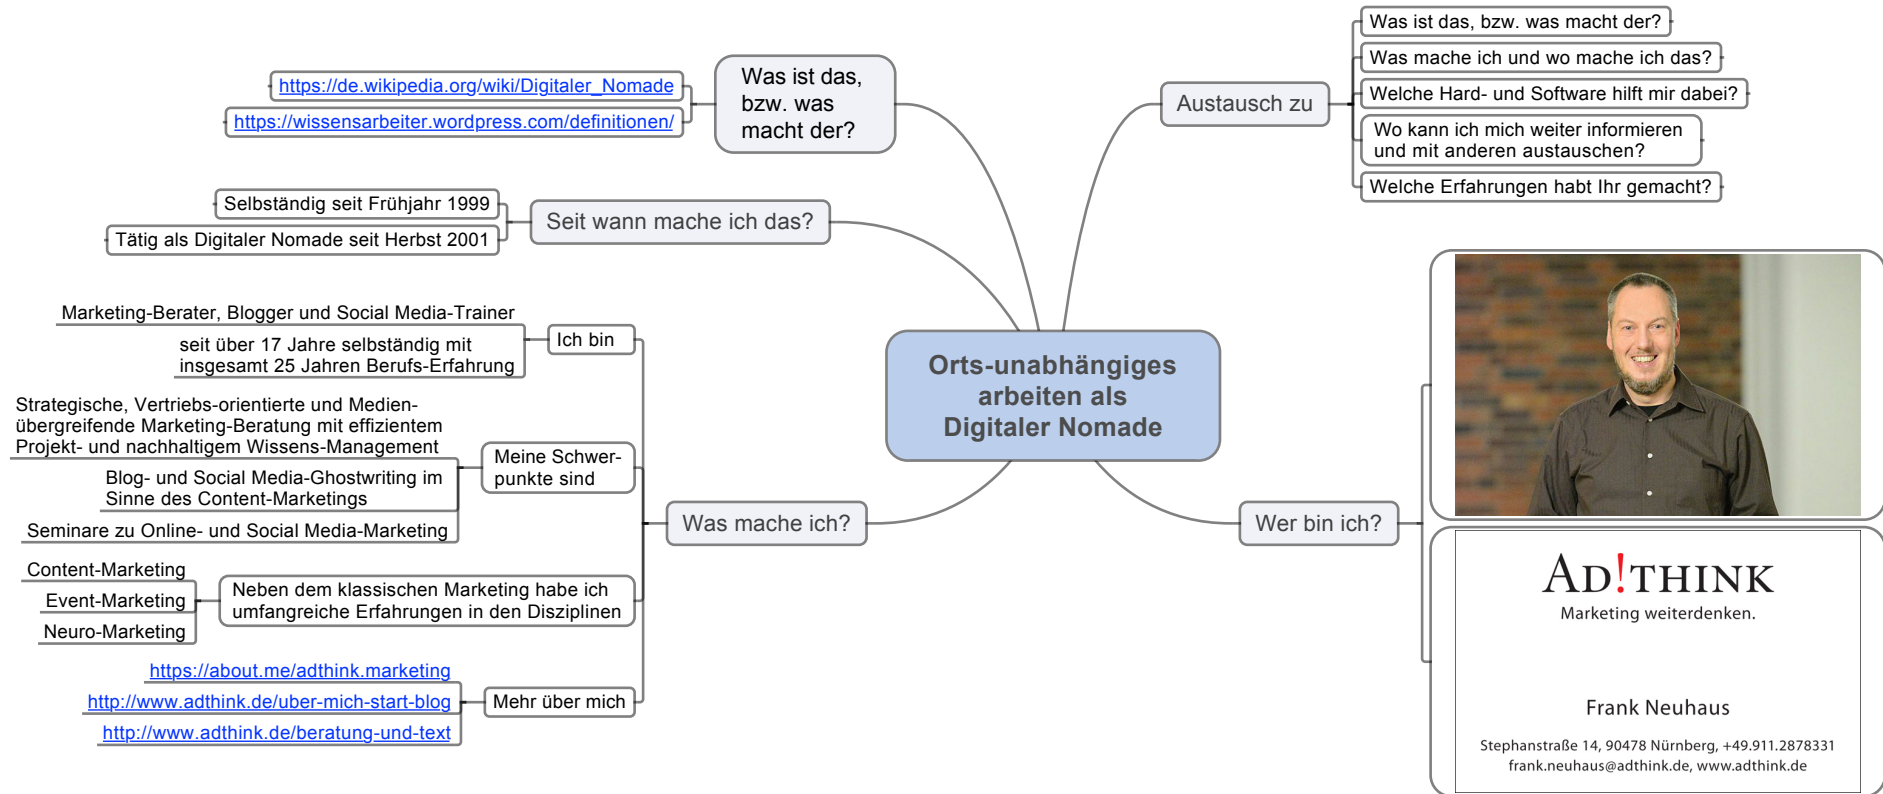 Orts-unabhängiges
arbeiten als
Digitaler Nomade
Austausch zu
Was ist das, bzw. was macht der?
Was mache ich und wo mache ich das?
Welche Hard- und Software hilft mir dabei?
Wo kann ich mich weiter informieren
und mit anderen austauschen?
Welche Erfahrungen habt Ihr gemacht?
Wer bin ich?
AD!THINK
Marketing weiterdenken.
Frank Neuhaus
Stephanstraße 14, 90478 Nürnberg, +49.911.2878331
frank.neuhaus@adthink.de, www.adthink.de
Was ist das,
bzw. was
macht der?
https://de.wikipedia.org/wiki/Digitaler_Nomade
https://wissensarbeiter.wordpress.com/definitionen/
Seit wann mache ich das?
Selbständig seit Frühjahr 1999
Tätig als Digitaler Nomade seit Herbst 2001
Was mache ich?
Ich bin
Marketing-Berater, Blogger und Social Media-Trainer
seit über 17 Jahre selbständig mit
insgesamt 25 Jahren Berufs-Erfahrung
Meine Schwer-
punkte sind
Strategische, Vertriebs-orientierte und Medien-
übergreifende Marketing-Beratung mit effizientem
Projekt- und nachhaltigem Wissens-Management
Blog- und Social Media-Ghostwriting im
Sinne des Content-Marketings
Seminare zu Online- und Social Media-Marketing
Neben dem klassischen Marketing habe ich
umfangreiche Erfahrungen in den Disziplinen
Content-Marketing
Event-Marketing
Neuro-Marketing
Mehr über mich
https://about.me/adthink.marketing
http://www.adthink.de/uber-mich-start-blog
http://www.adthink.de/beratung-und-text